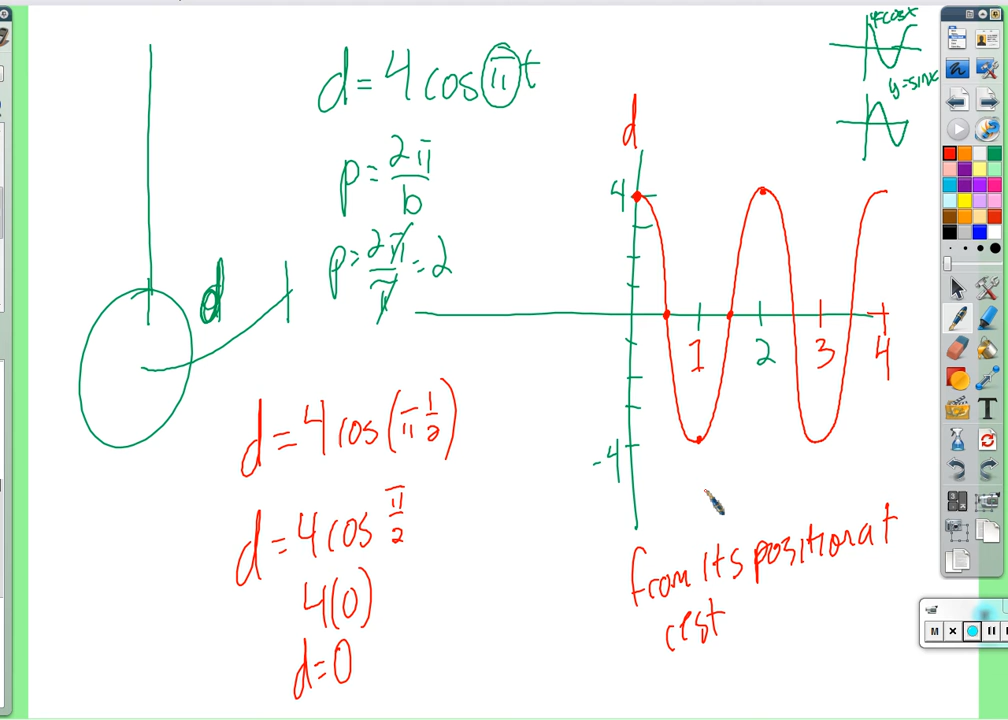 d = 4 cos π t
p = 2π/b
p = 2π/π = 2
d
d = 4 cos (π 1/2)
d = 4 cos π/2
4(0)
d = 0
4cosx
y = sinx
d
4
1 2 3 4
-4
from its position at
rest
T
M